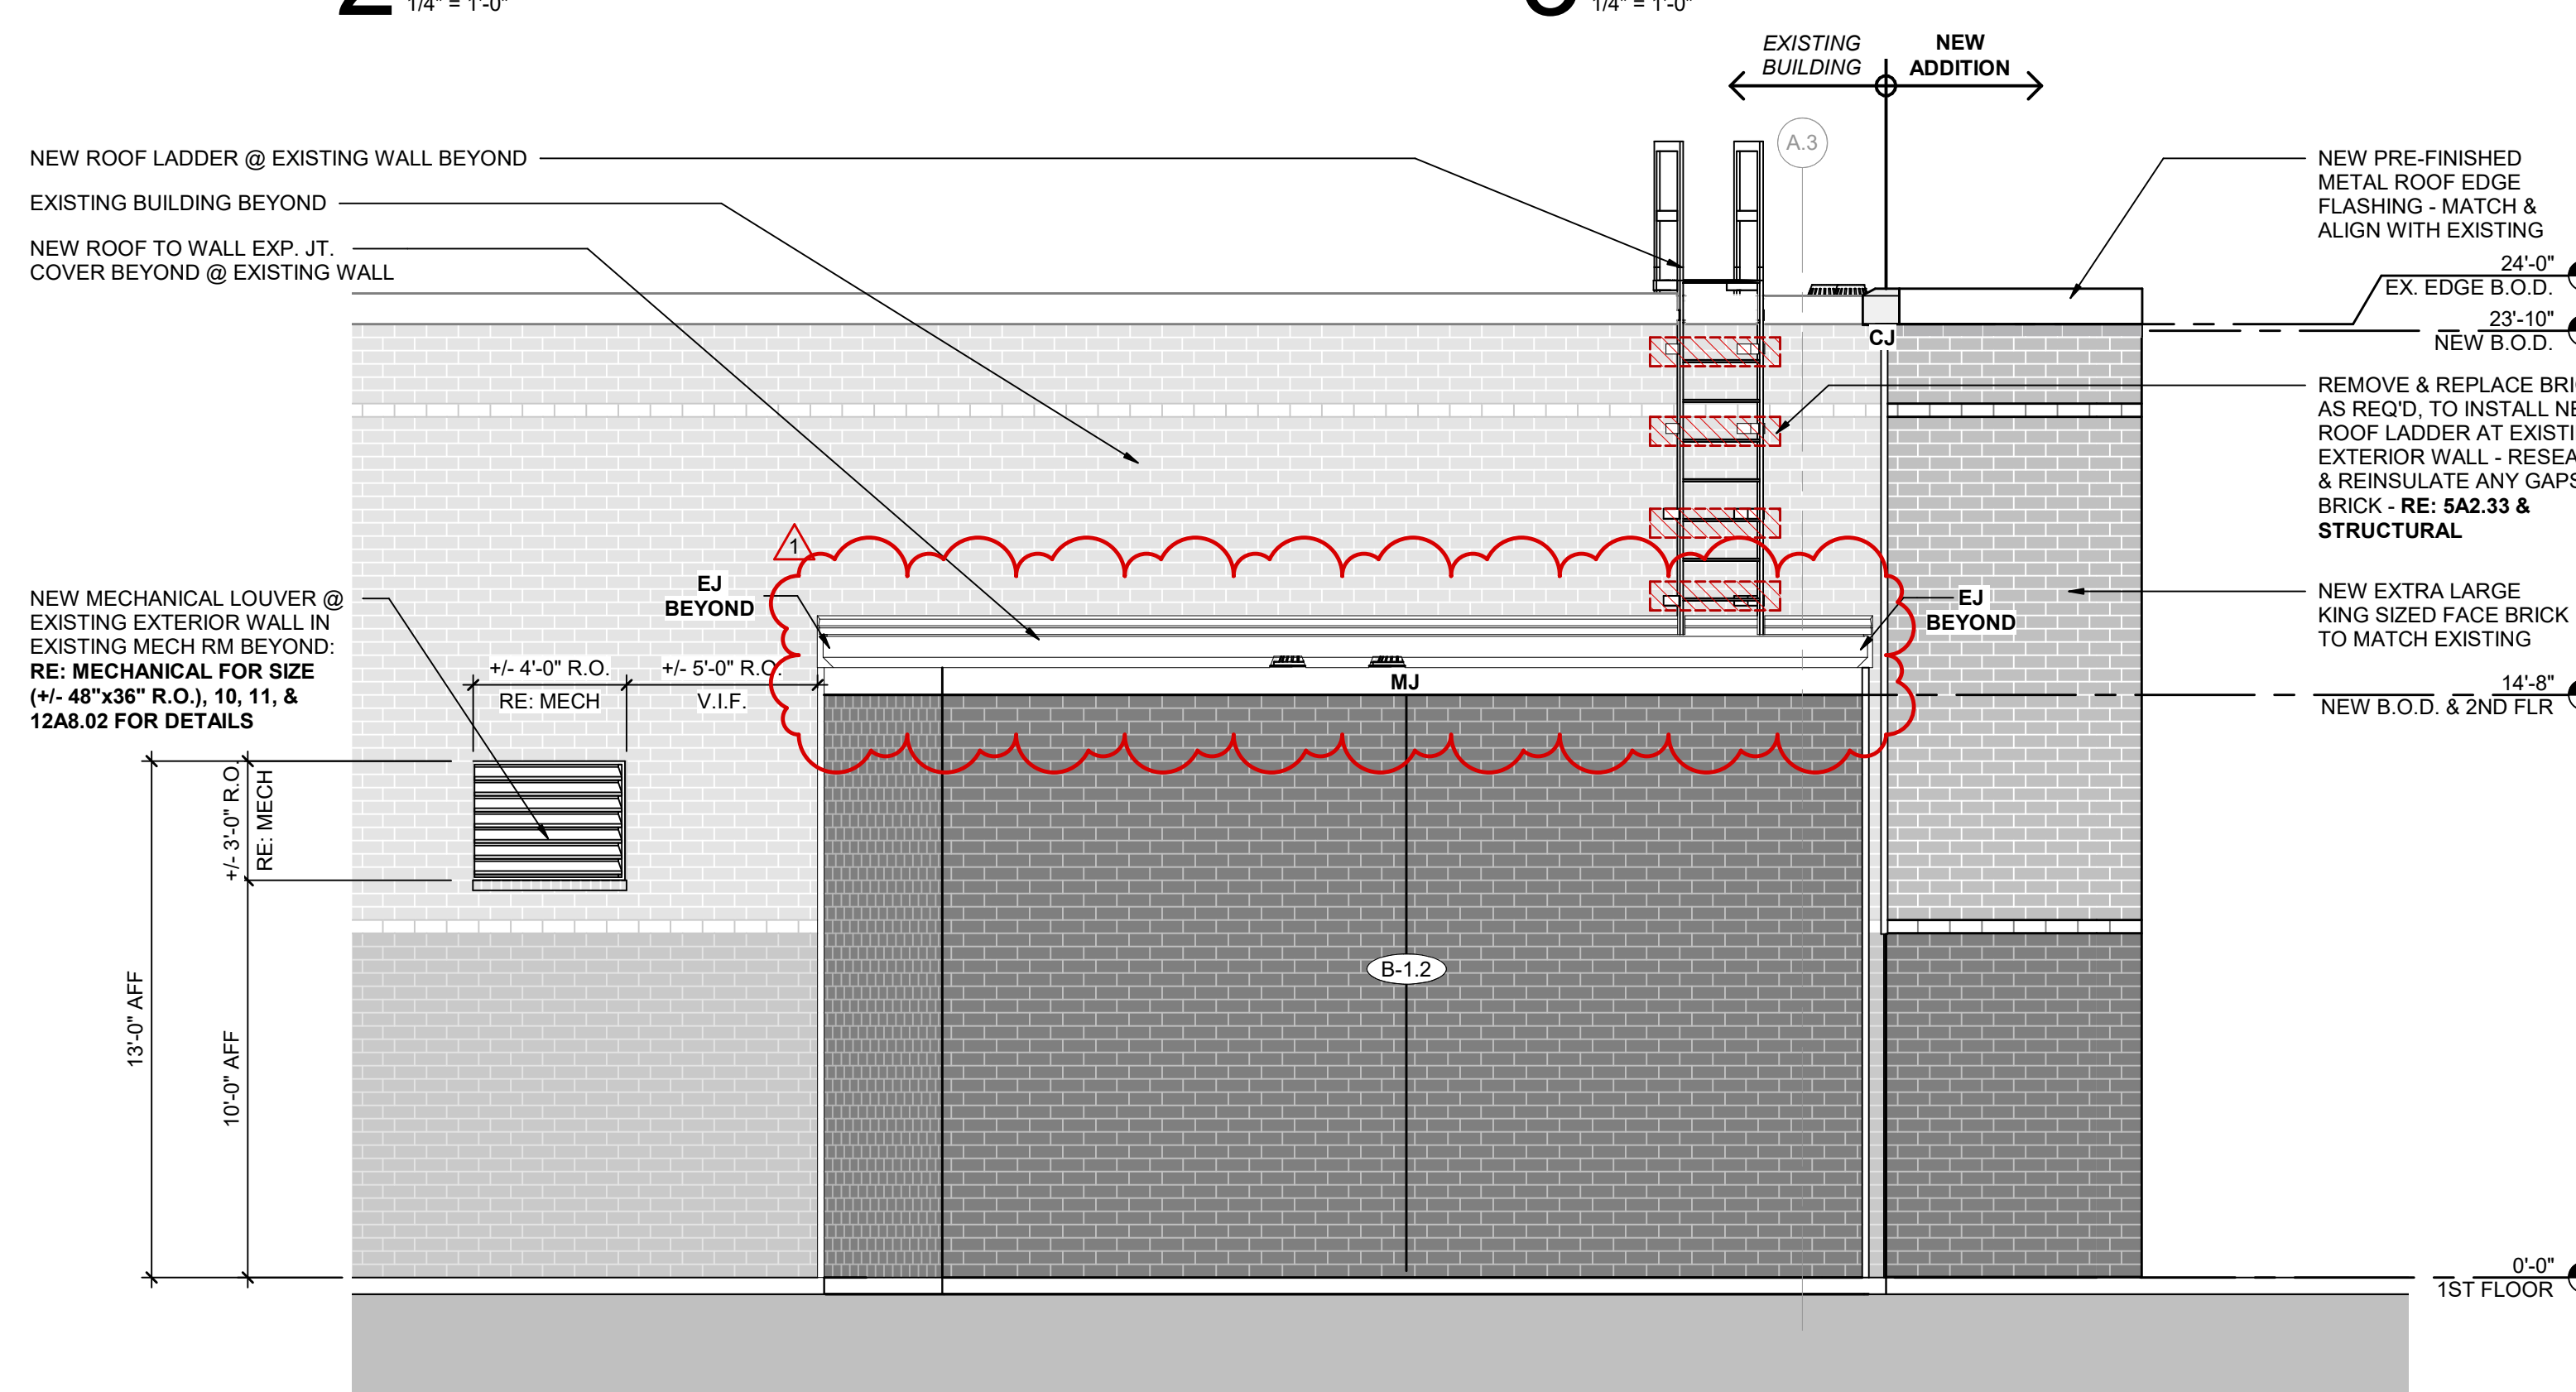 1/4" = 1'-0"
1/4" = 1'-0"
EXISTING
BUILDING
NEW
ADDITION
A.3
NEW ROOF LADDER @ EXISTING WALL BEYOND
EXISTING BUILDING BEYOND
NEW ROOF TO WALL EXP. JT.
COVER BEYOND @ EXISTING WALL
NEW PRE-FINISHED
METAL ROOF EDGE
FLASHING - MATCH &
ALIGN WITH EXISTING
24'-0"
EX. EDGE B.O.D.
23'-10"
NEW B.O.D.
CJ
REMOVE & REPLACE
AS REQ'D, TO INSTALL
ROOF LADDER AT
EXTERIOR WALL -
& REINSULATE ANY
BRICK - RE: 5A2.33 &
STRUCTURAL
1
EJ
BEYOND
EJ
BEYOND
NEW EXTRA LARGE
KING SIZED FACE BRICK
TO MATCH EXISTING
NEW MECHANICAL LOUVER @
EXISTING EXTERIOR WALL IN
EXISTING MECH RM BEYOND:
RE: MECHANICAL FOR SIZE
(+/- 48"x36" R.O.), 10, 11, &
12A8.02 FOR DETAILS
+/- 4'-0" R.O.
RE: MECH
+/- 5'-0" R.O.
V.I.F.
MJ
14'-8"
NEW B.O.D. & 2ND FLR
+/- 3'-0" R.O.
RE: MECH
13'-0" AFF
10'-0" AFF
B-1.2
0'-0"
1ST FLOOR